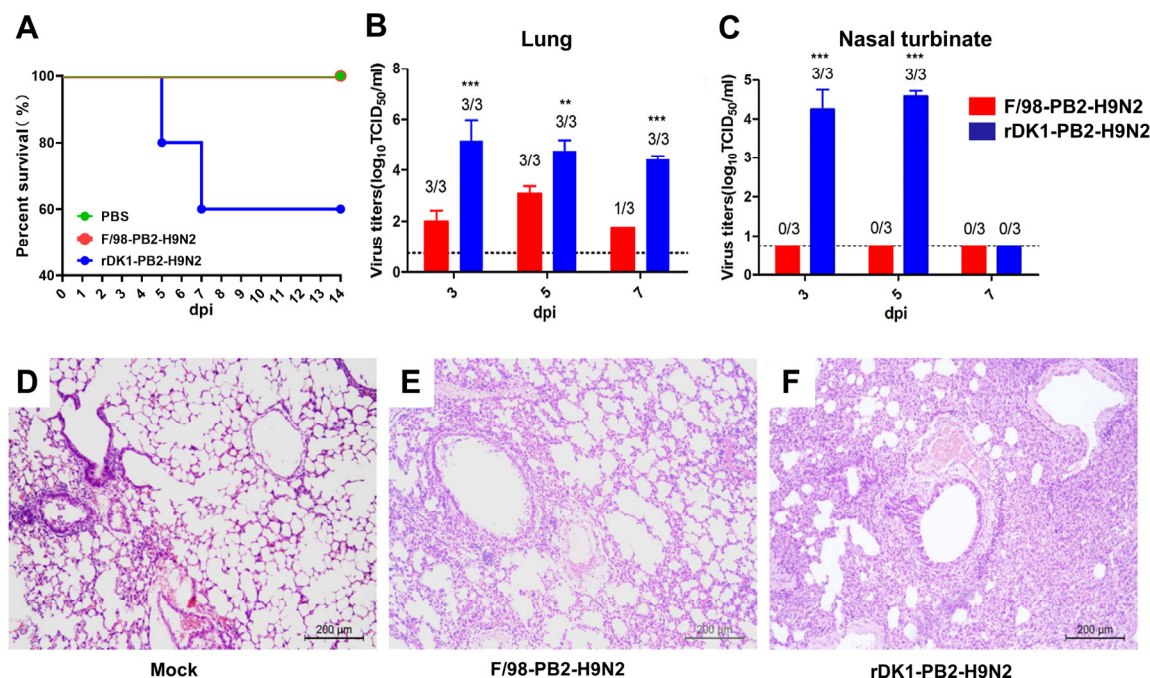 A
Percent survival (%)
100
80
60
40
PBS
F/98-PB2-H9N2
rDK1-PB2-H9N2
0 1 2 3 4 5 6 7 8 9 10 11 12 13 14
dpi
B
Lung
Virus titers(log10TCID50/ml)
8
6
4
2
0
***
3/3
3/3
**
3/3
3/3
***
3/3
1/3
3 5 7
dpi
C
Nasal turbinate
Virus titers(log10TCID50/ml)
5
4
3
2
1
0
***
3/3
0/3
***
3/3
0/3
0/3 0/3
3 5 7
dpi
F/98-PB2-H9N2
rDK1-PB2-H9N2
D
200 μm
Mock
E
200 μm
F/98-PB2-H9N2
F
200 μm
rDK1-PB2-H9N2